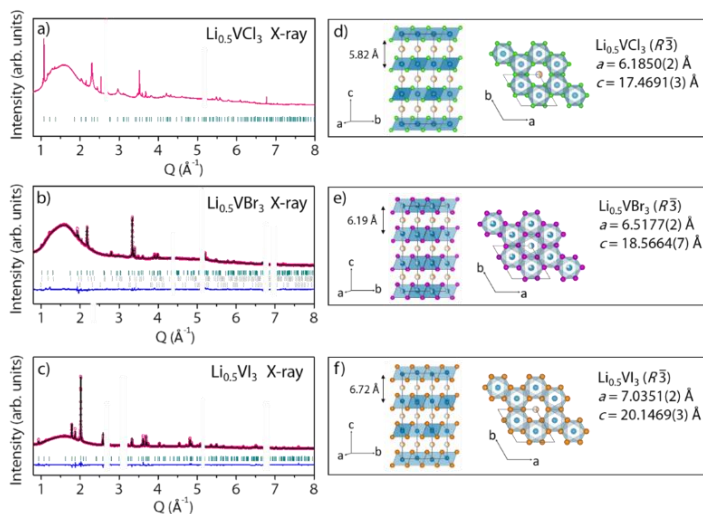 a)
Li0.5VCl3 X-ray
Intensity (arb. units)
1 2 3 4 5 6 7 8
Q (Å-1)
b)
Li0.5VBr3 X-ray
Intensity (arb. units)
1 2 3 4 5 6 7 8
Q (Å-1)
c)
Li0.5VI3 X-ray
Intensity (arb. units)
1 2 3 4 5 6 7 8
Q (Å-1)
d)
5.82 Å
c
a
b
b
a
Li0.5VCl3 (R3̅)
a = 6.1850(2) Å
c = 17.4691(3) Å
e)
6.19 Å
c
a
b
b
a
Li0.5VBr3 (R3̅)
a = 6.5177(2) Å
c = 18.5664(7) Å
f)
6.72 Å
c
a
b
b
a
Li0.5VI3 (R3̅)
a = 7.0351(2) Å
c = 20.1469(3) Å